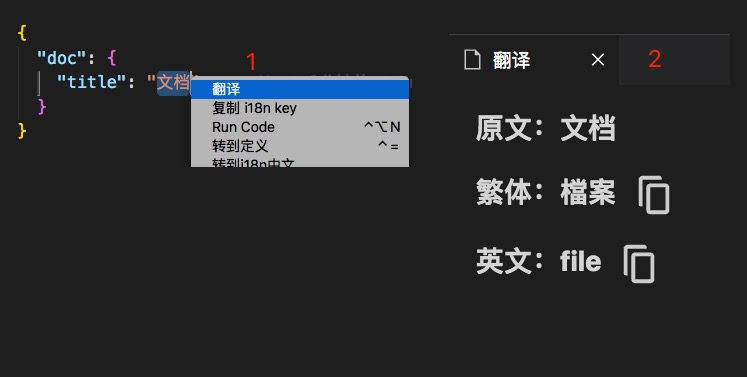 1
{
"doc": {
"title": "文档
}
}
翻译
复制 i18n key
Run Code ^⌥N
转到定义 ^=
转到i18n中文
翻译 ×
2
原文：文档
繁体：檔案
英文：file